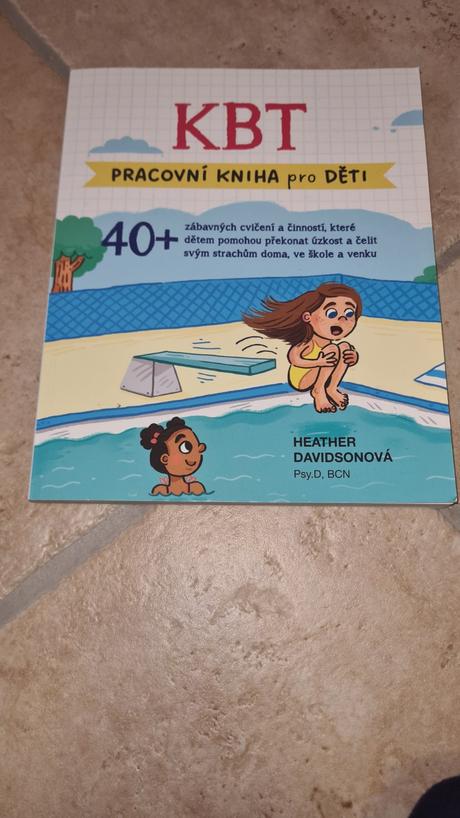 KBT
PRACOVNÍ KNIHA pro DĚTI
40+
zábavných cvičení a činností, které
dětem pomohou překonat úzkost a čelit
svým strachům doma, ve škole a venku
HEATHER
DAVIDSONOVÁ
Psy.D, BCN